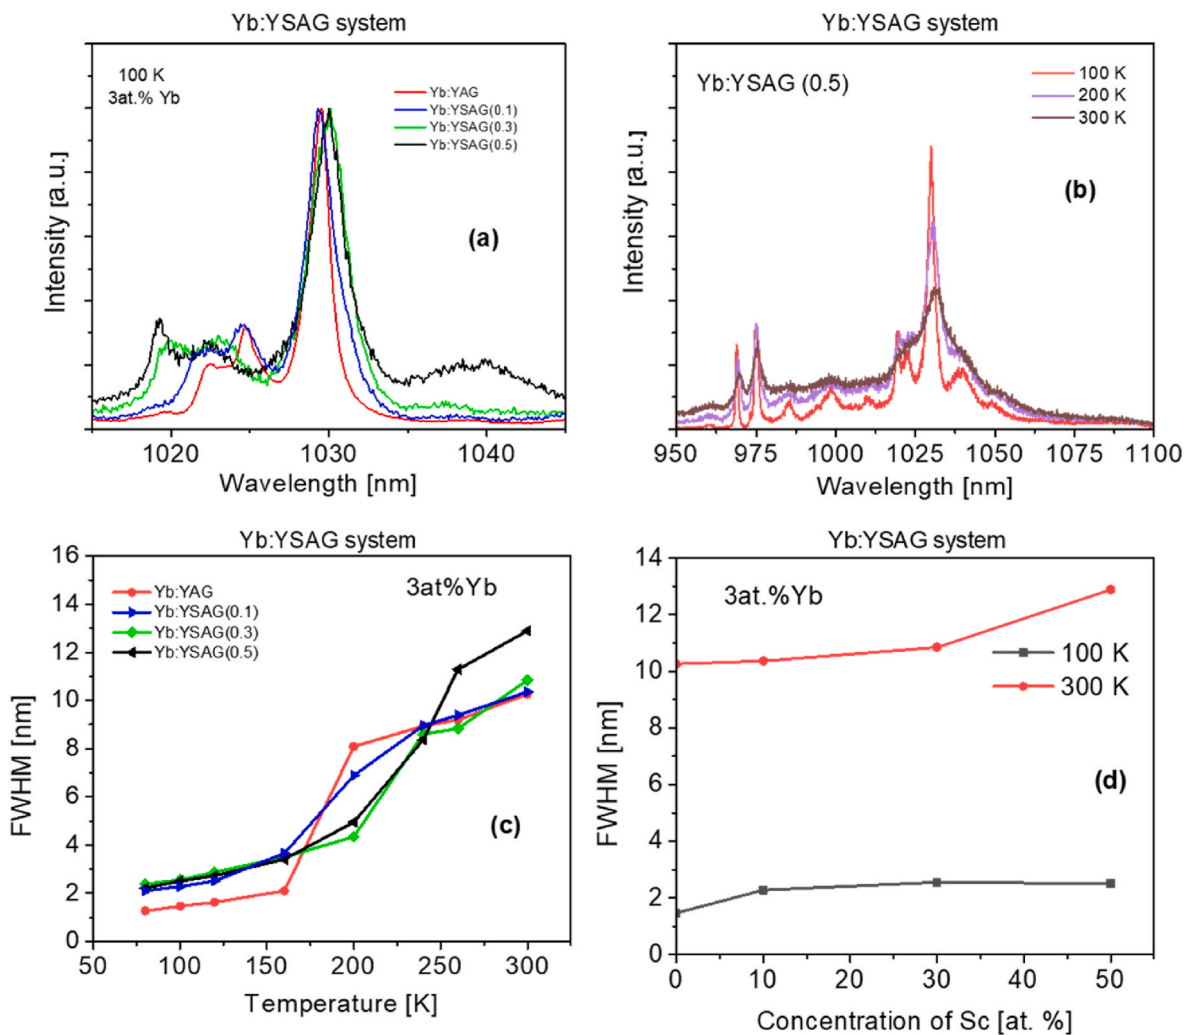 Yb:YSAG system
100 K
3at.% Yb
Yb:YAG
Yb:YSAG(0.1)
Yb:YSAG(0.3)
Yb:YSAG(0.5)
(a)
Intensity [a.u.]
1020 1030 1040
Wavelength [nm]
Yb:YSAG system
Yb:YSAG (0.5)
100 K
200 K
300 K
(b)
Intensity [a.u.]
950 975 1000 1025 1050 1075 1100
Wavelength [nm]
Yb:YSAG system
3at%Yb
Yb:YAG
Yb:YSAG(0.1)
Yb:YSAG(0.3)
Yb:YSAG(0.5)
(c)
FWHM [nm]
16
14
12
10
8
6
4
2
0
50 100 150 200 250 300
Temperature [K]
Yb:YSAG system
3at.%Yb
100 K
300 K
(d)
FWHM [nm]
14
12
10
8
6
4
2
0
0 10 20 30 40 50
Concentration of Sc [at. %]